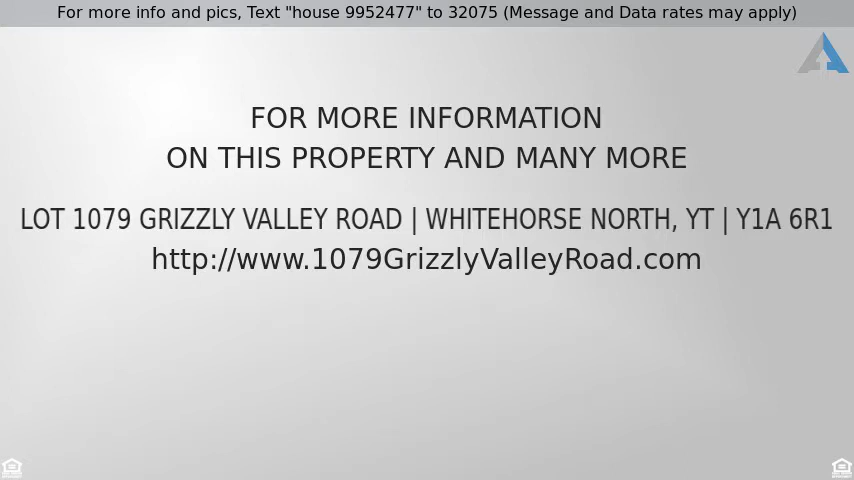 For more info and pics, Text "house 9952477" to 32075 (Message and Data rates may apply)
FOR MORE INFORMATION
ON THIS PROPERTY AND MANY MORE
LOT 1079 GRIZZLY VALLEY ROAD | WHITEHORSE NORTH, YT | Y1A 6R1
http://www.1079GrizzlyValleyRoad.com